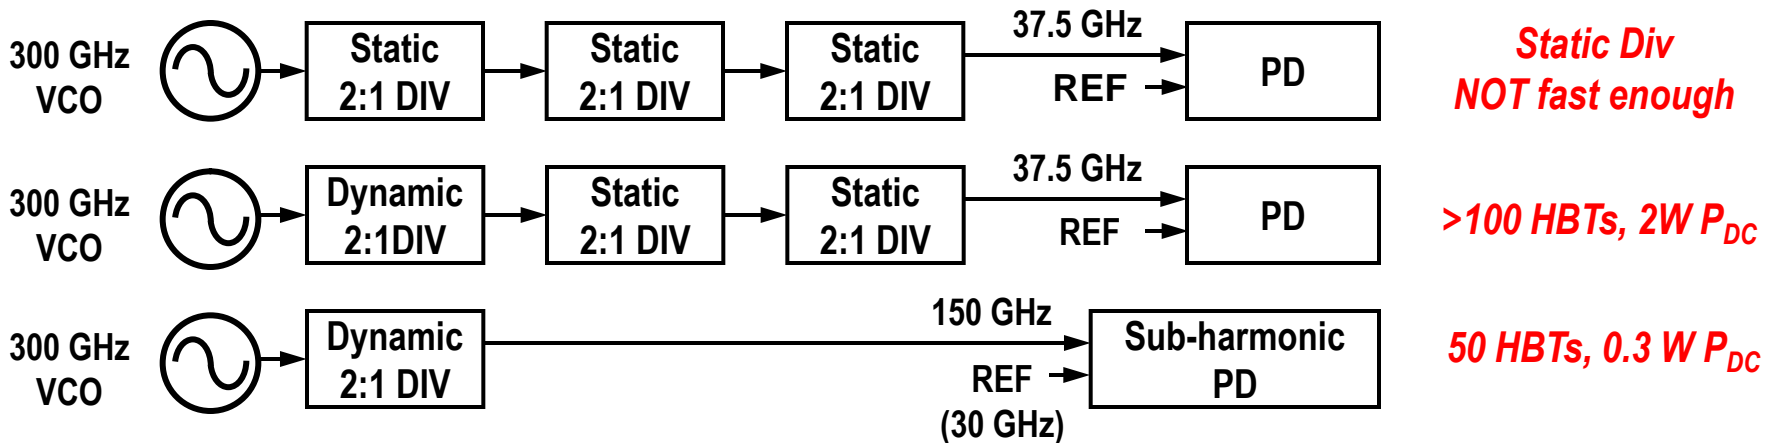 300 GHz
VCO
Static
2:1 DIV
Static
2:1 DIV
Static
2:1 DIV
37.5 GHz
REF
PD
Static Div
NOT fast enough
300 GHz
VCO
Dynamic
2:1DIV
Static
2:1 DIV
Static
2:1 DIV
37.5 GHz
REF
PD
>100 HBTs, 2W PDC
300 GHz
VCO
Dynamic
2:1 DIV
150 GHz
REF
(30 GHz)
Sub-harmonic
PD
50 HBTs, 0.3 W PDC